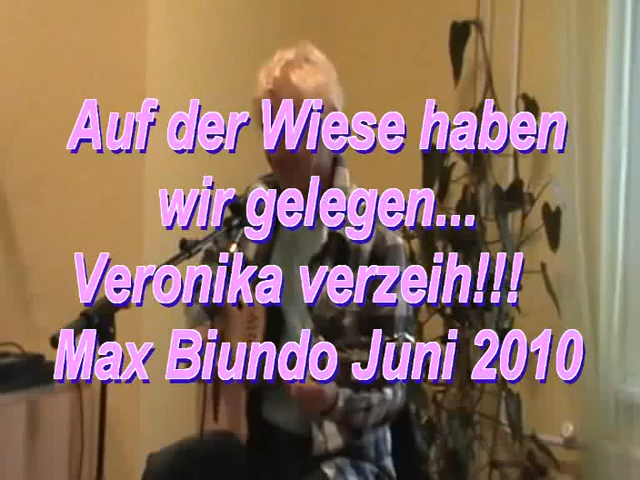 Auf der Wiese haben
wir gelegen...
Veronika verzeih!!!
Max Biundo Juni 2010